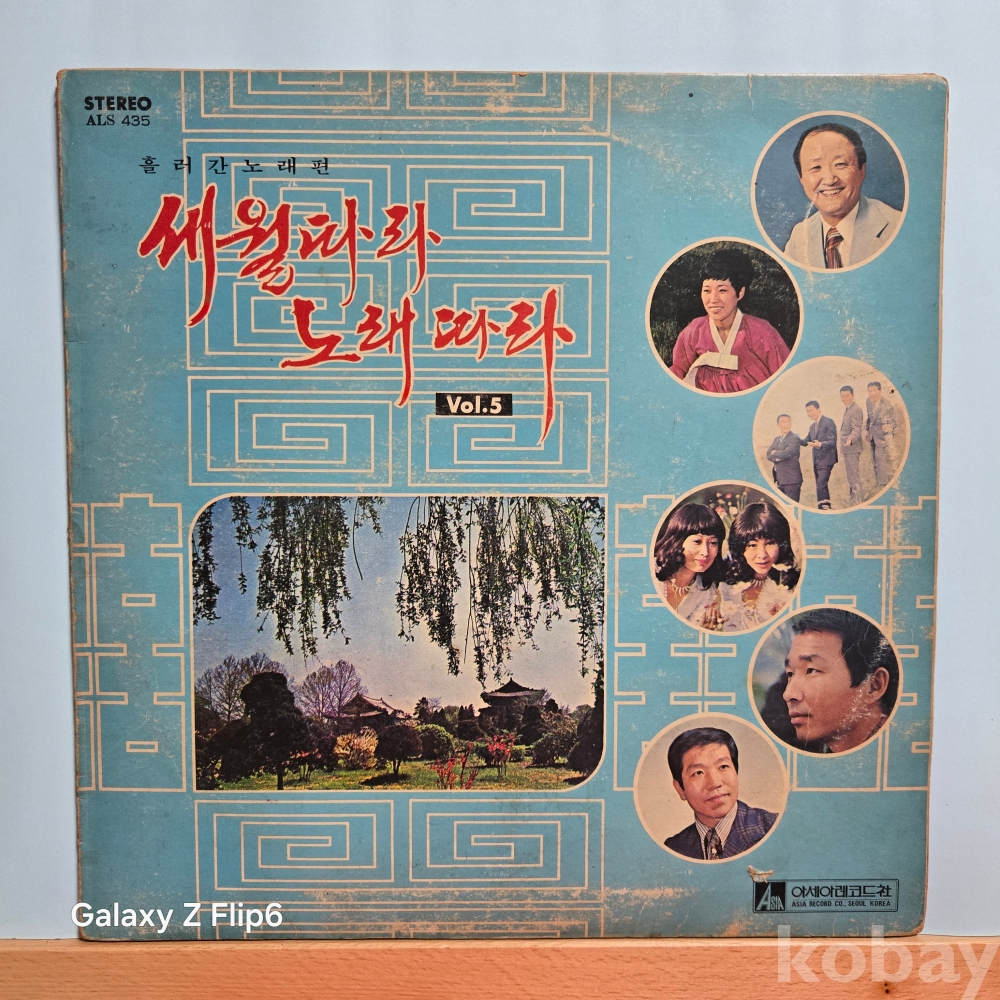 STEREO
ALS 435
흘러간노래편
세월따라
노래따라
Vol.5
ASIA
아세아레코드社
ASIA RECORD CO., SEOUL KOREA
Galaxy Z Flip6
kobay